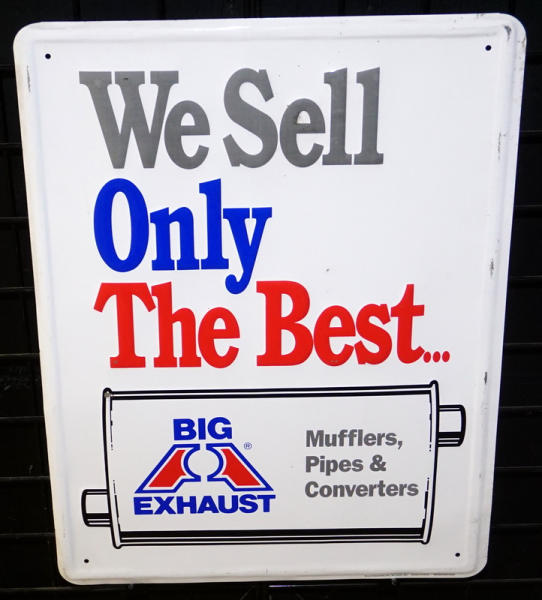 We Sell
Only
The Best...
BIG
®
EXHAUST
Mufflers,
Pipes &
Converters